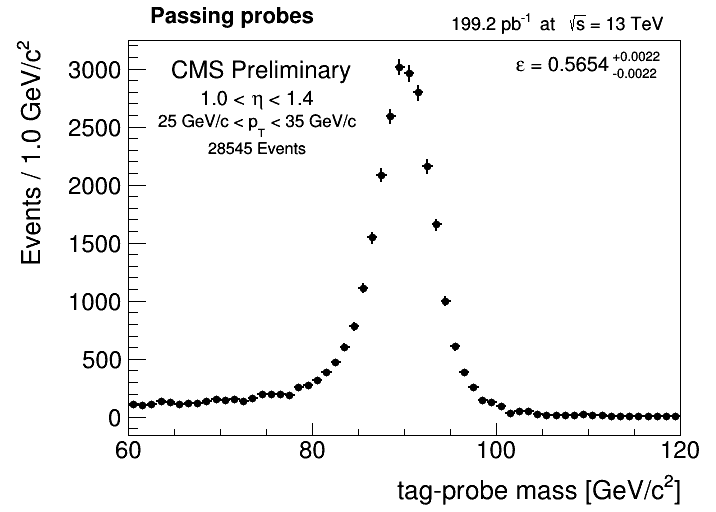 Passing probes
199.2 pb⁻¹ at √s = 13 TeV
CMS Preliminary
1.0 < η < 1.4
25 GeV/c < p_T < 35 GeV/c
28545 Events
ε = 0.5654 +0.0022 -0.0022
Events / 1.0 GeV/c²
3000
2500
2000
1500
1000
500
0
60 80 100 120
tag-probe mass [GeV/c²]